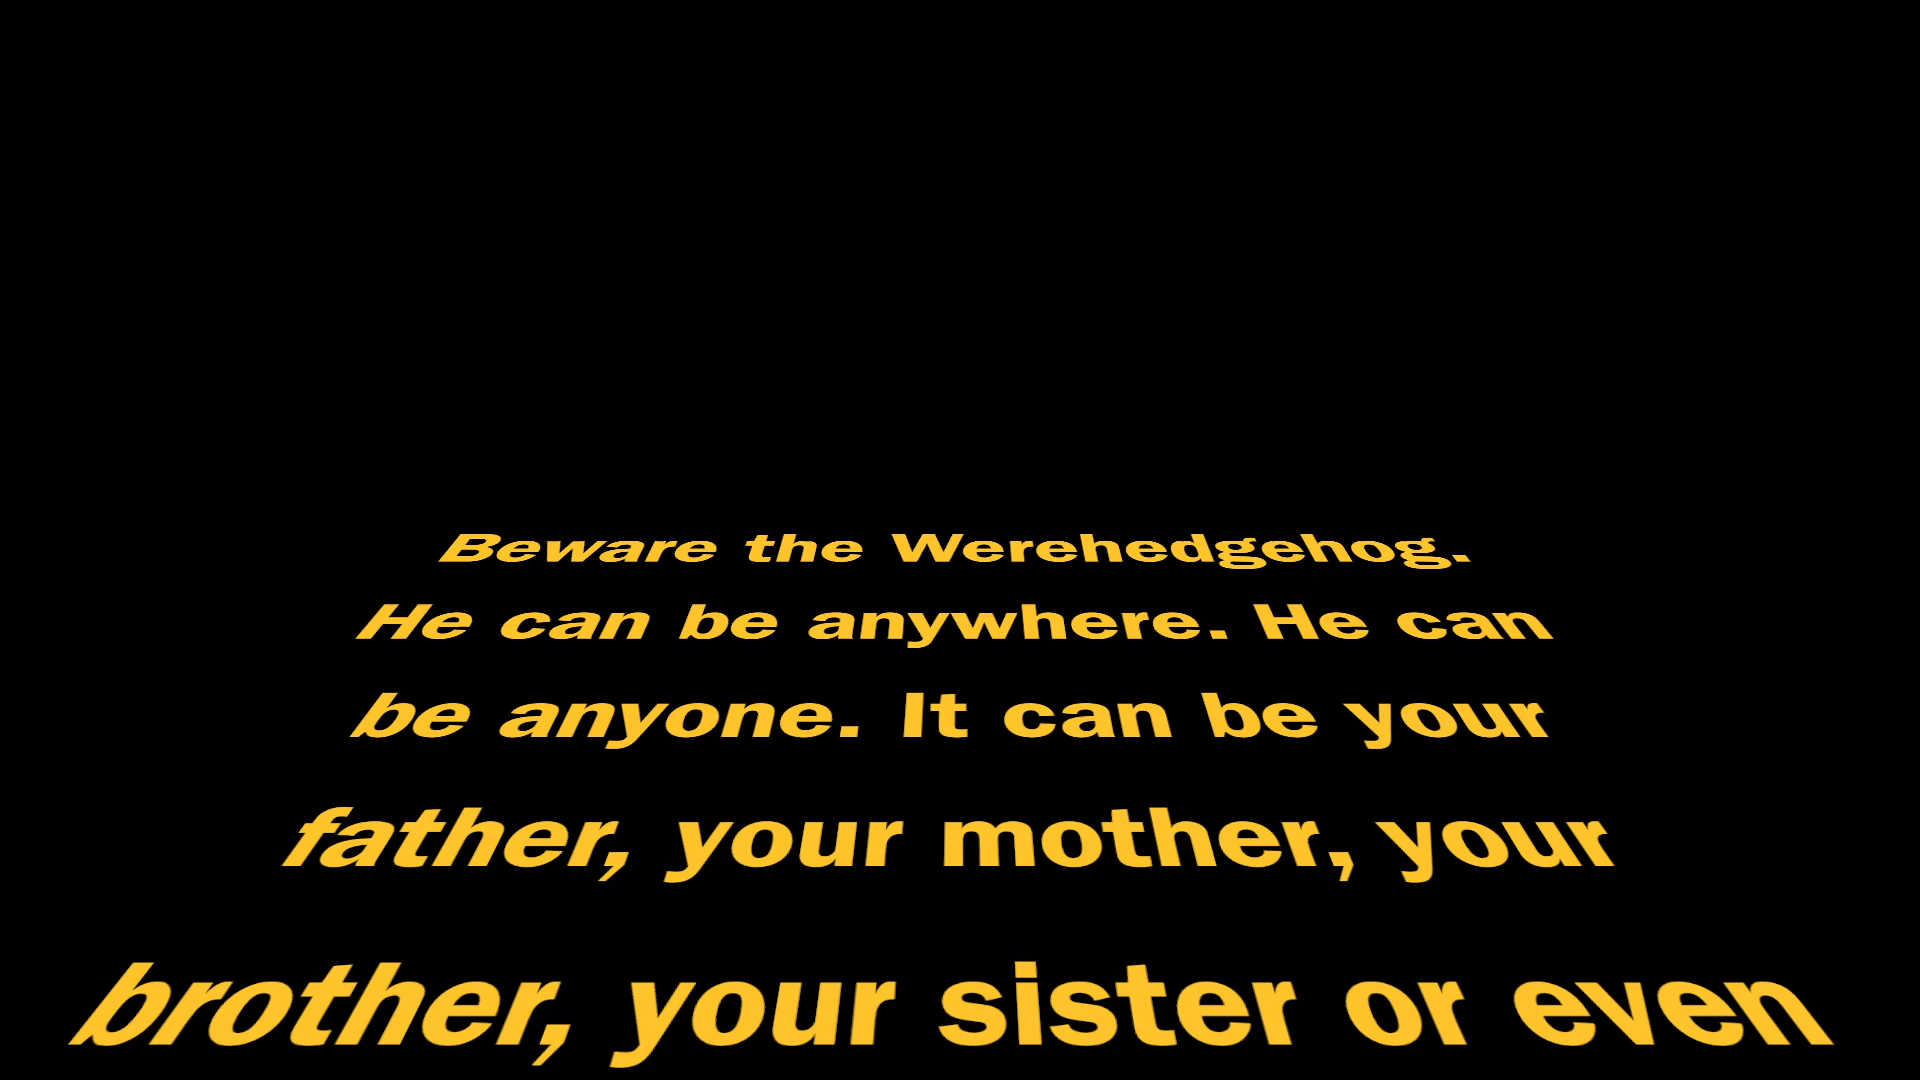 Beware the Werehedgehog.
He can be anywhere. He can
be anyone. It can be your
father, your mother, your
brother, your sister or even